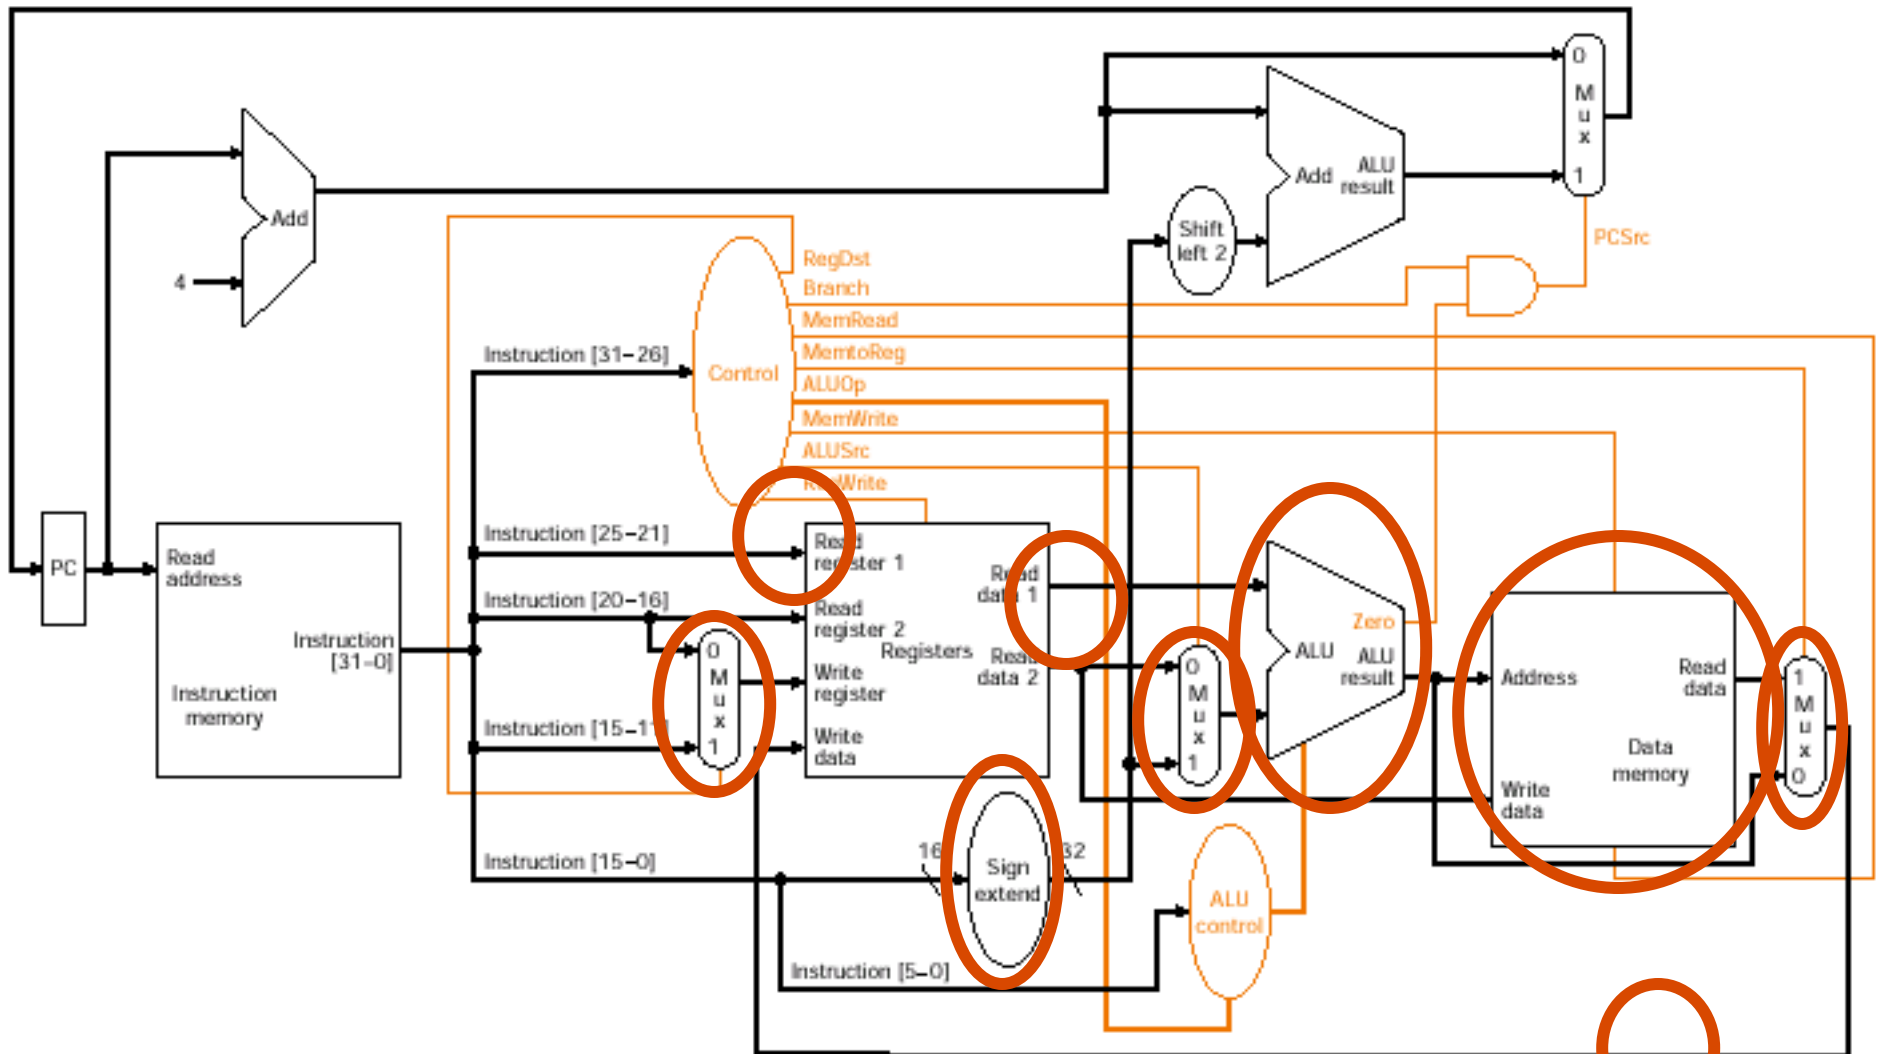 0
M
u
x
1
Add
ALU
result
Shift
left 2
PCSrc
Add
4
RegDst
Branch
MemRead
MemtoReg
ALUOp
MemWrite
ALUSrc
RegWrite
Control
Instruction [31–26]
Instruction [25–21]
Instruction [20–16]
Instruction [15–11]
Instruction [15–0]
Instruction [5–0]
PC
Read
address
Instruction
[31–0]
Instruction
memory
0
M
u
x
1
Read
register 1
Read
register 2
Registers
Write
register
Write
data
Read
data 1
Read
data 2
16
Sign
extend
32
0
M
u
x
1
Zero
ALU
ALU
result
ALU
control
Address
Read
data
Data
memory
Write
data
1
M
u
x
0